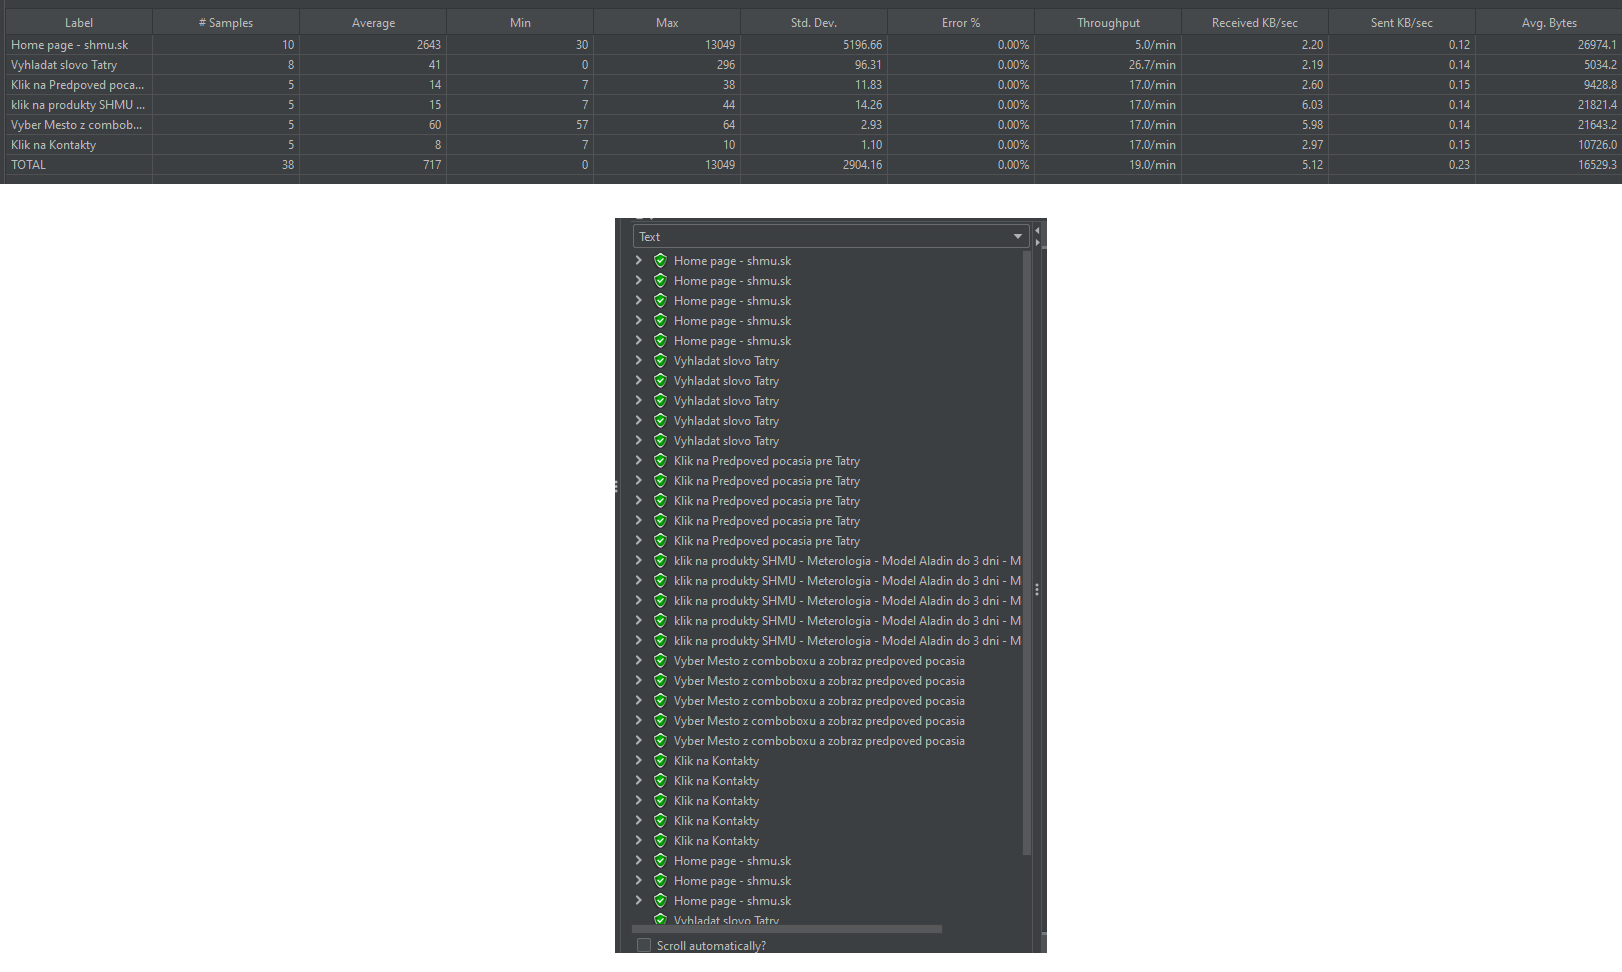 Label # Samples Average Min Max Std. Dev. Error % Throughput Received KB/sec Sent KB/sec Avg. Bytes
Home page - shmu.sk 10 2643 30 13049 5196.66 0.00% 5.0/min 2.20 0.12 26974.1
Vyhladat slovo Tatry 8 41 0 296 96.31 0.00% 26.7/min 2.19 0.14 5034.2
Klik na Predpoved poca... 5 14 7 38 11.83 0.00% 17.0/min 2.60 0.15 9428.8
klik na produkty SHMU ... 5 15 7 44 14.26 0.00% 17.0/min 6.03 0.14 21821.4
Vyber Mesto z combob... 5 60 57 64 2.93 0.00% 17.0/min 5.98 0.14 21643.2
Klik na Kontakty 5 8 7 10 1.10 0.00% 17.0/min 2.97 0.15 10726.0
TOTAL 38 717 0 13049 2904.16 0.00% 19.0/min 5.12 0.23 16529.3
Text
Home page - shmu.sk
Home page - shmu.sk
Home page - shmu.sk
Home page - shmu.sk
Home page - shmu.sk
Vyhladat slovo Tatry
Vyhladat slovo Tatry
Vyhladat slovo Tatry
Vyhladat slovo Tatry
Vyhladat slovo Tatry
Klik na Predpoved pocasia pre Tatry
Klik na Predpoved pocasia pre Tatry
Klik na Predpoved pocasia pre Tatry
Klik na Predpoved pocasia pre Tatry
Klik na Predpoved pocasia pre Tatry
klik na produkty SHMU - Meterologia - Model Aladin do 3 dni - M
klik na produkty SHMU - Meterologia - Model Aladin do 3 dni - M
klik na produkty SHMU - Meterologia - Model Aladin do 3 dni - M
klik na produkty SHMU - Meterologia - Model Aladin do 3 dni - M
klik na produkty SHMU - Meterologia - Model Aladin do 3 dni - M
Vyber Mesto z comboboxu a zobraz predpoved pocasia
Vyber Mesto z comboboxu a zobraz predpoved pocasia
Vyber Mesto z comboboxu a zobraz predpoved pocasia
Vyber Mesto z comboboxu a zobraz predpoved pocasia
Vyber Mesto z comboboxu a zobraz predpoved pocasia
Klik na Kontakty
Klik na Kontakty
Klik na Kontakty
Klik na Kontakty
Klik na Kontakty
Home page - shmu.sk
Home page - shmu.sk
Home page - shmu.sk
Vyhladat slovo Tatry
Scroll automatically?